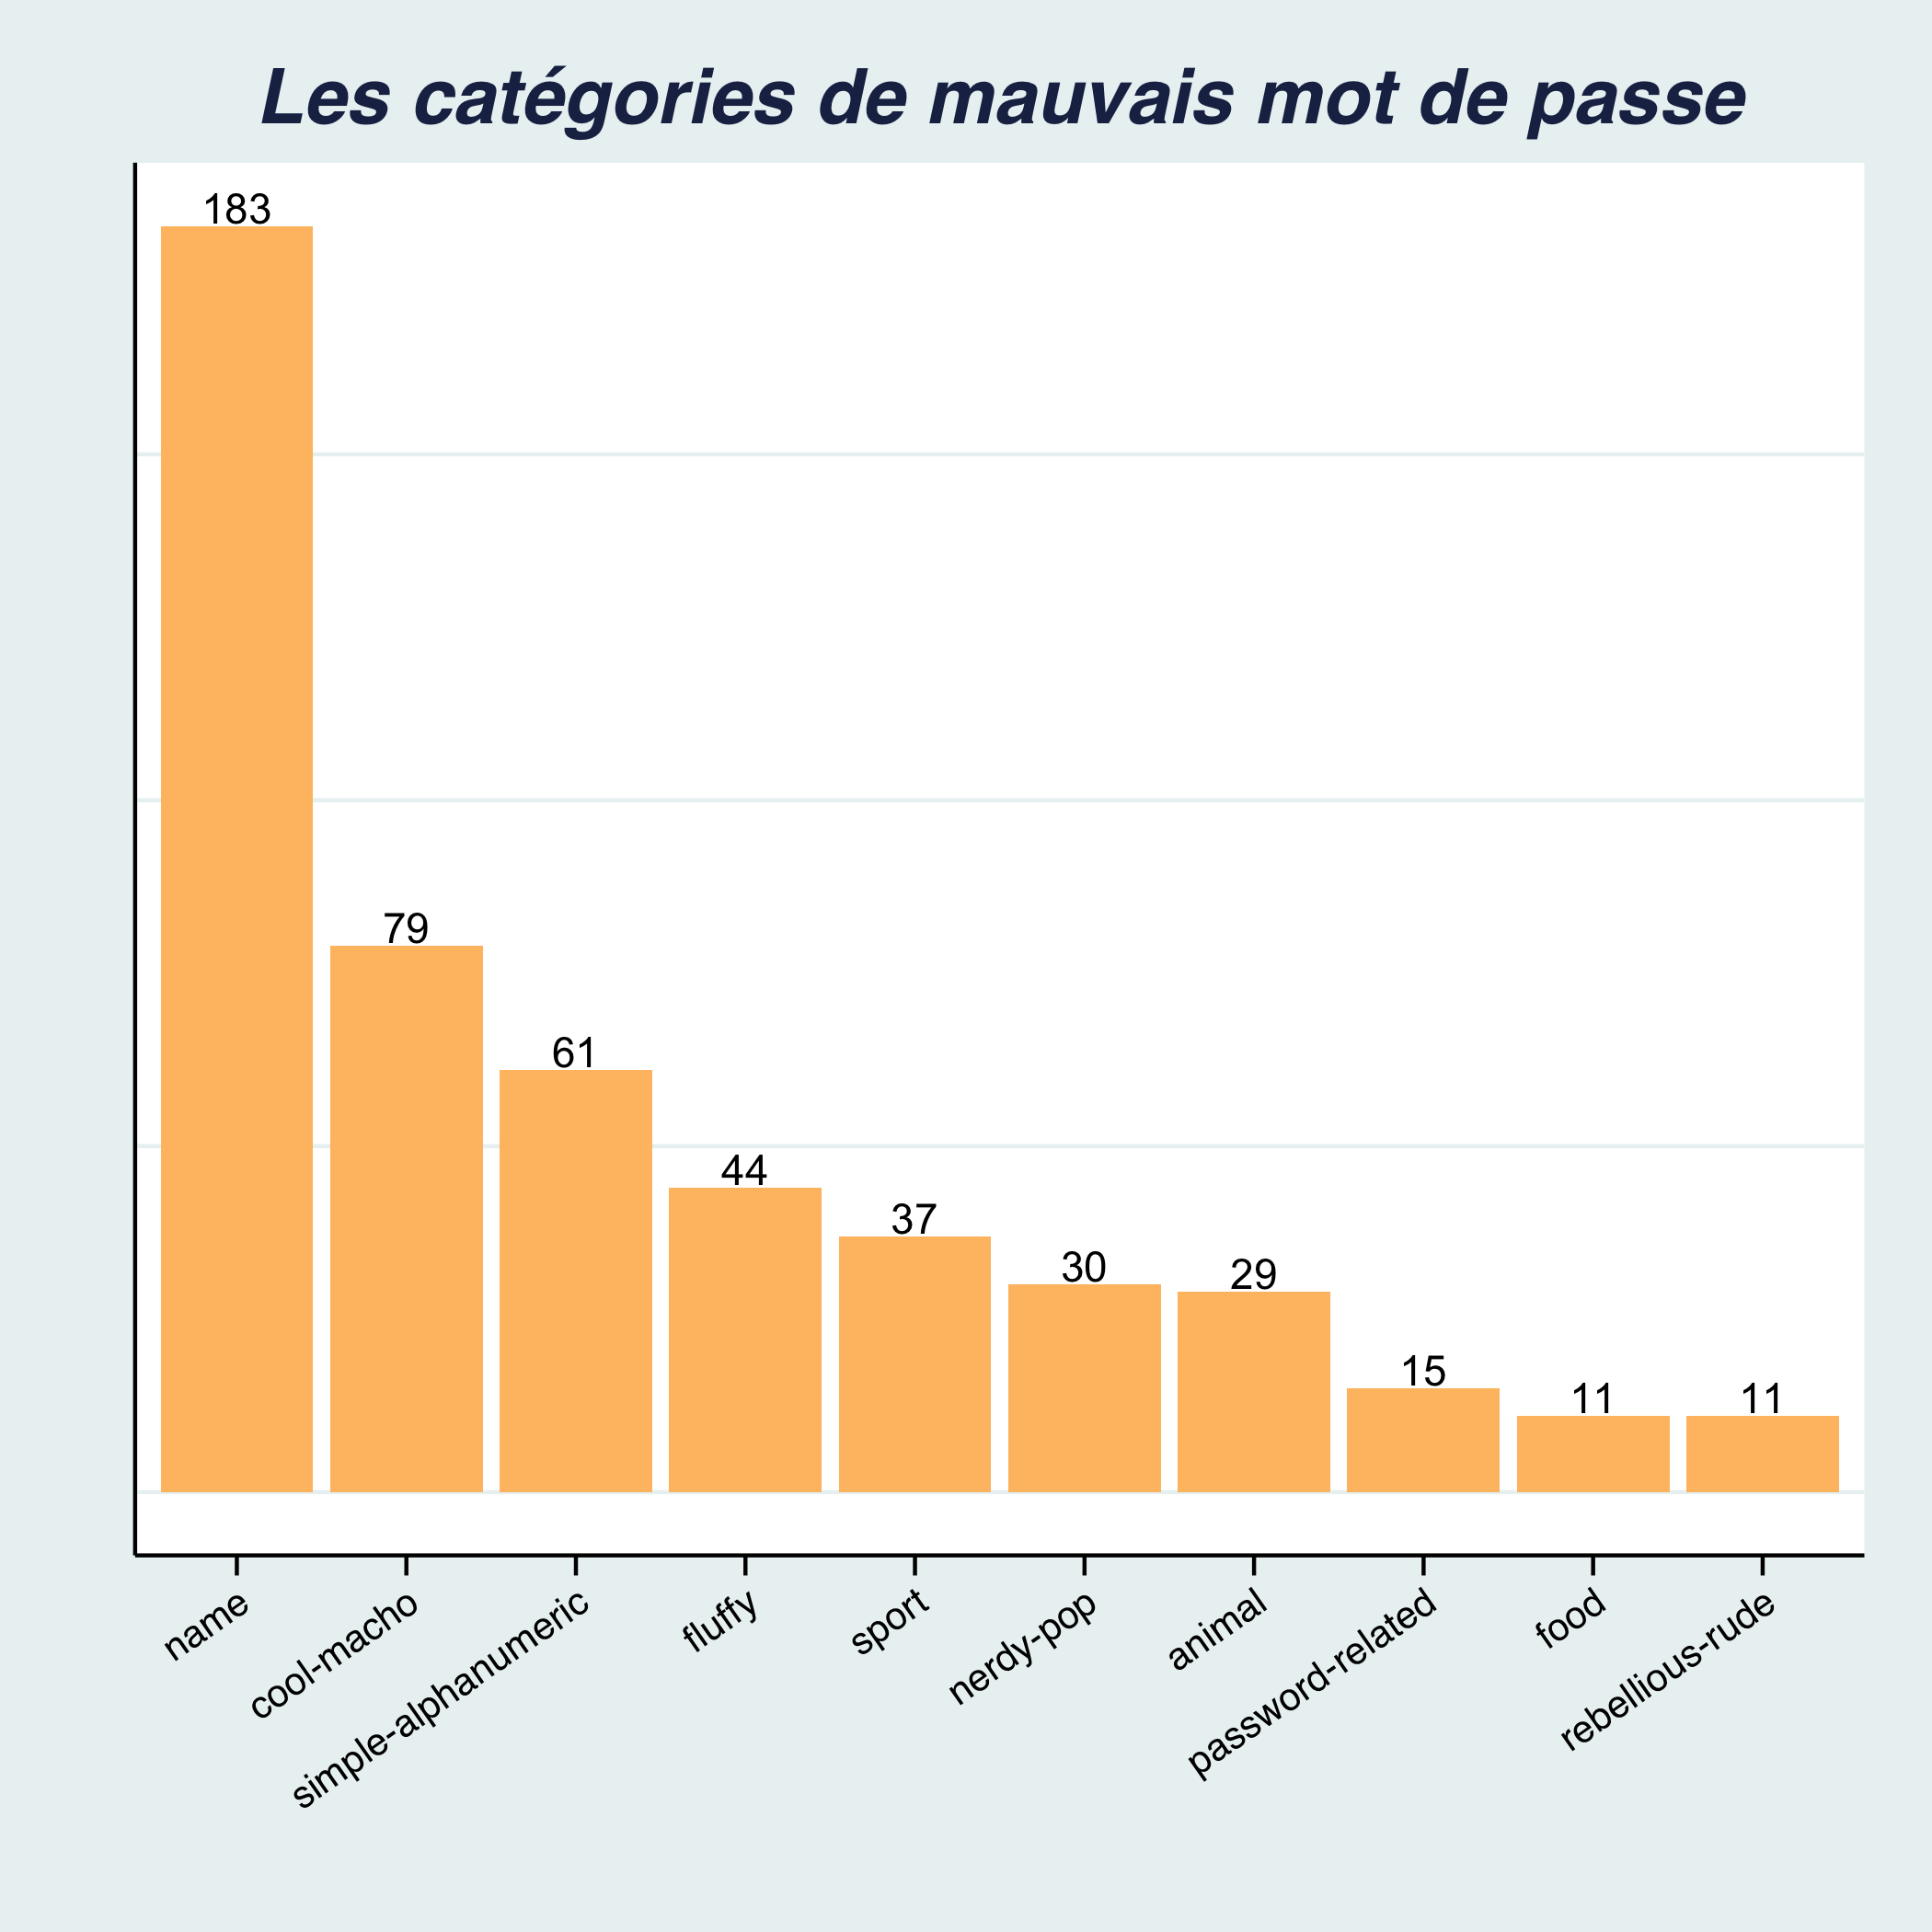 Les catégories de mauvais mot de passe
183
79
61
44
37
30
29
15
11
11
name
cool-macho
simple-alphanumeric
fluffy
sport
nerdy-pop
animal
password-related
food
rebellious-rude